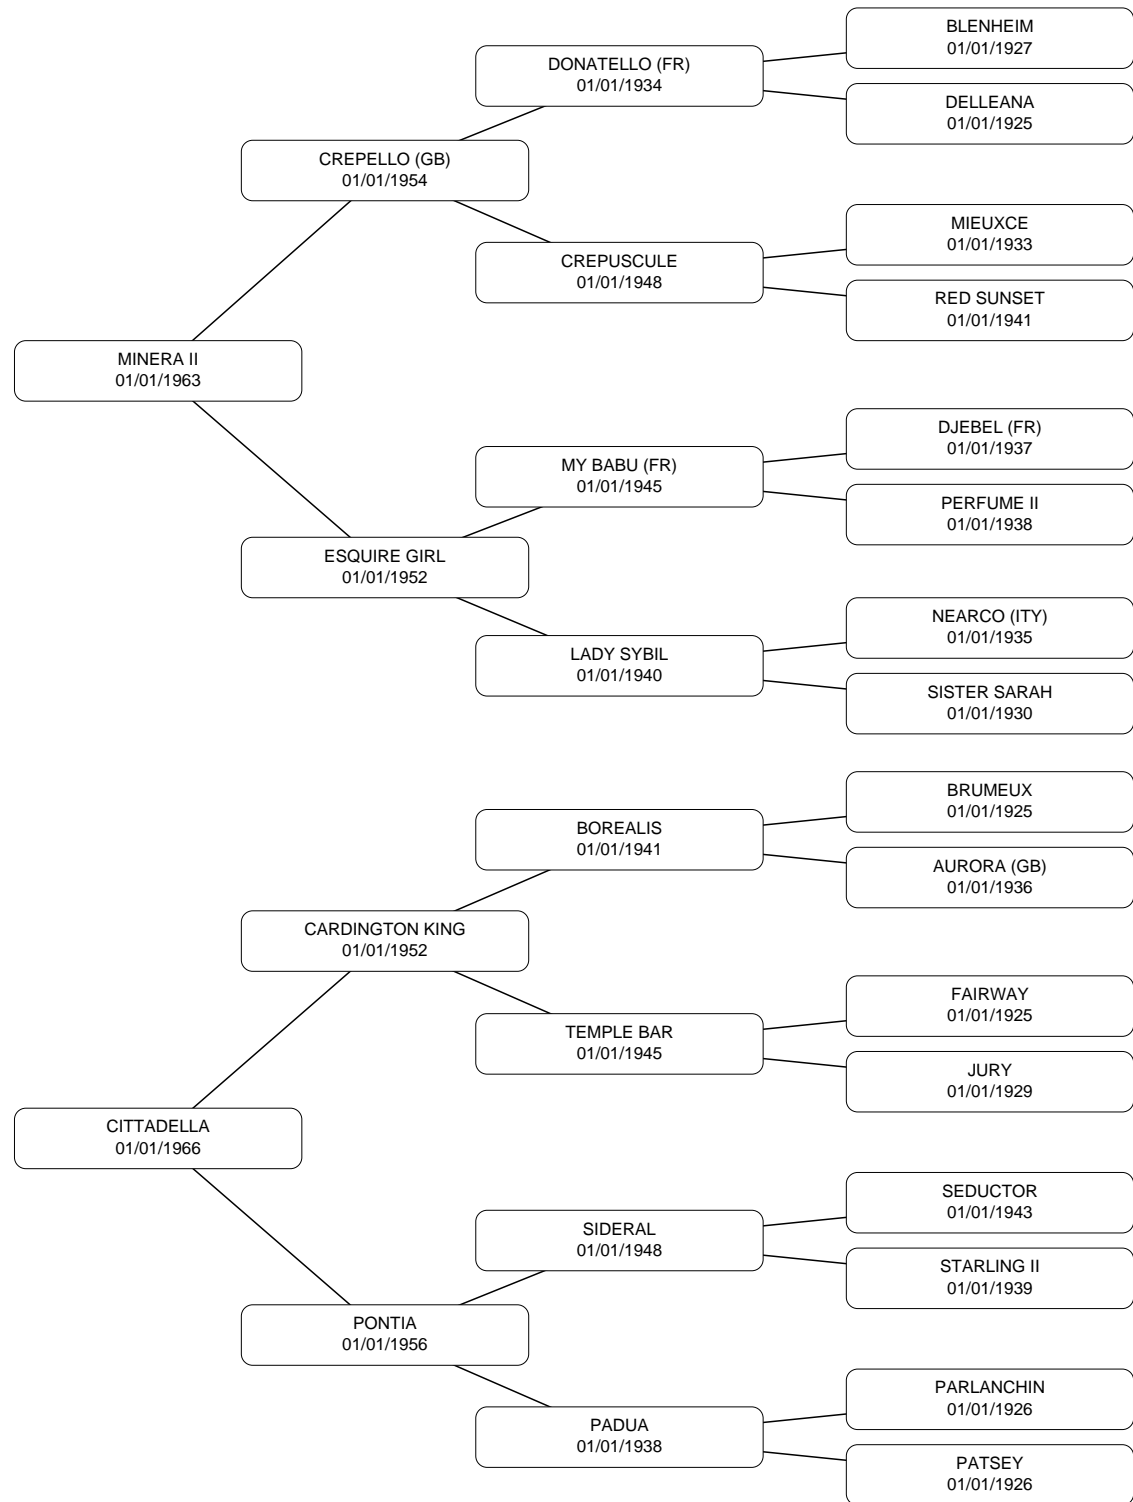 BLENHEIM
01/01/1927
DONATELLO (FR)
01/01/1934
DELLEANA
01/01/1925
CREPELLO (GB)
01/01/1954
MIEUXCE
01/01/1933
CREPUSCULE
01/01/1948
RED SUNSET
01/01/1941
MINERA II
01/01/1963
DJEBEL (FR)
01/01/1937
MY BABU (FR)
01/01/1945
PERFUME II
01/01/1938
ESQUIRE GIRL
01/01/1952
NEARCO (ITY)
01/01/1935
LADY SYBIL
01/01/1940
SISTER SARAH
01/01/1930
BRUMEUX
01/01/1925
BOREALIS
01/01/1941
AURORA (GB)
01/01/1936
CARDINGTON KING
01/01/1952
FAIRWAY
01/01/1925
TEMPLE BAR
01/01/1945
JURY
01/01/1929
CITTADELLA
01/01/1966
SEDUCTOR
01/01/1943
SIDERAL
01/01/1948
STARLING II
01/01/1939
PONTIA
01/01/1956
PARLANCHIN
01/01/1926
PADUA
01/01/1938
PATSEY
01/01/1926